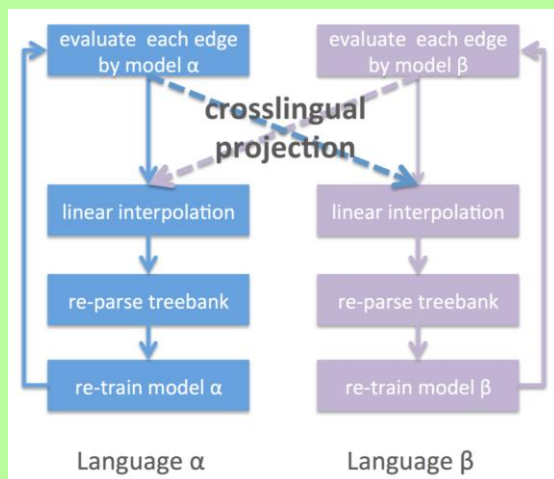 evaluate each edge
by model α
evaluate each edge
by model β
crosslingual
projection
linear interpolation
linear interpolation
re-parse treebank
re-parse treebank
re-train model α
re-train model β
Language α
Language β